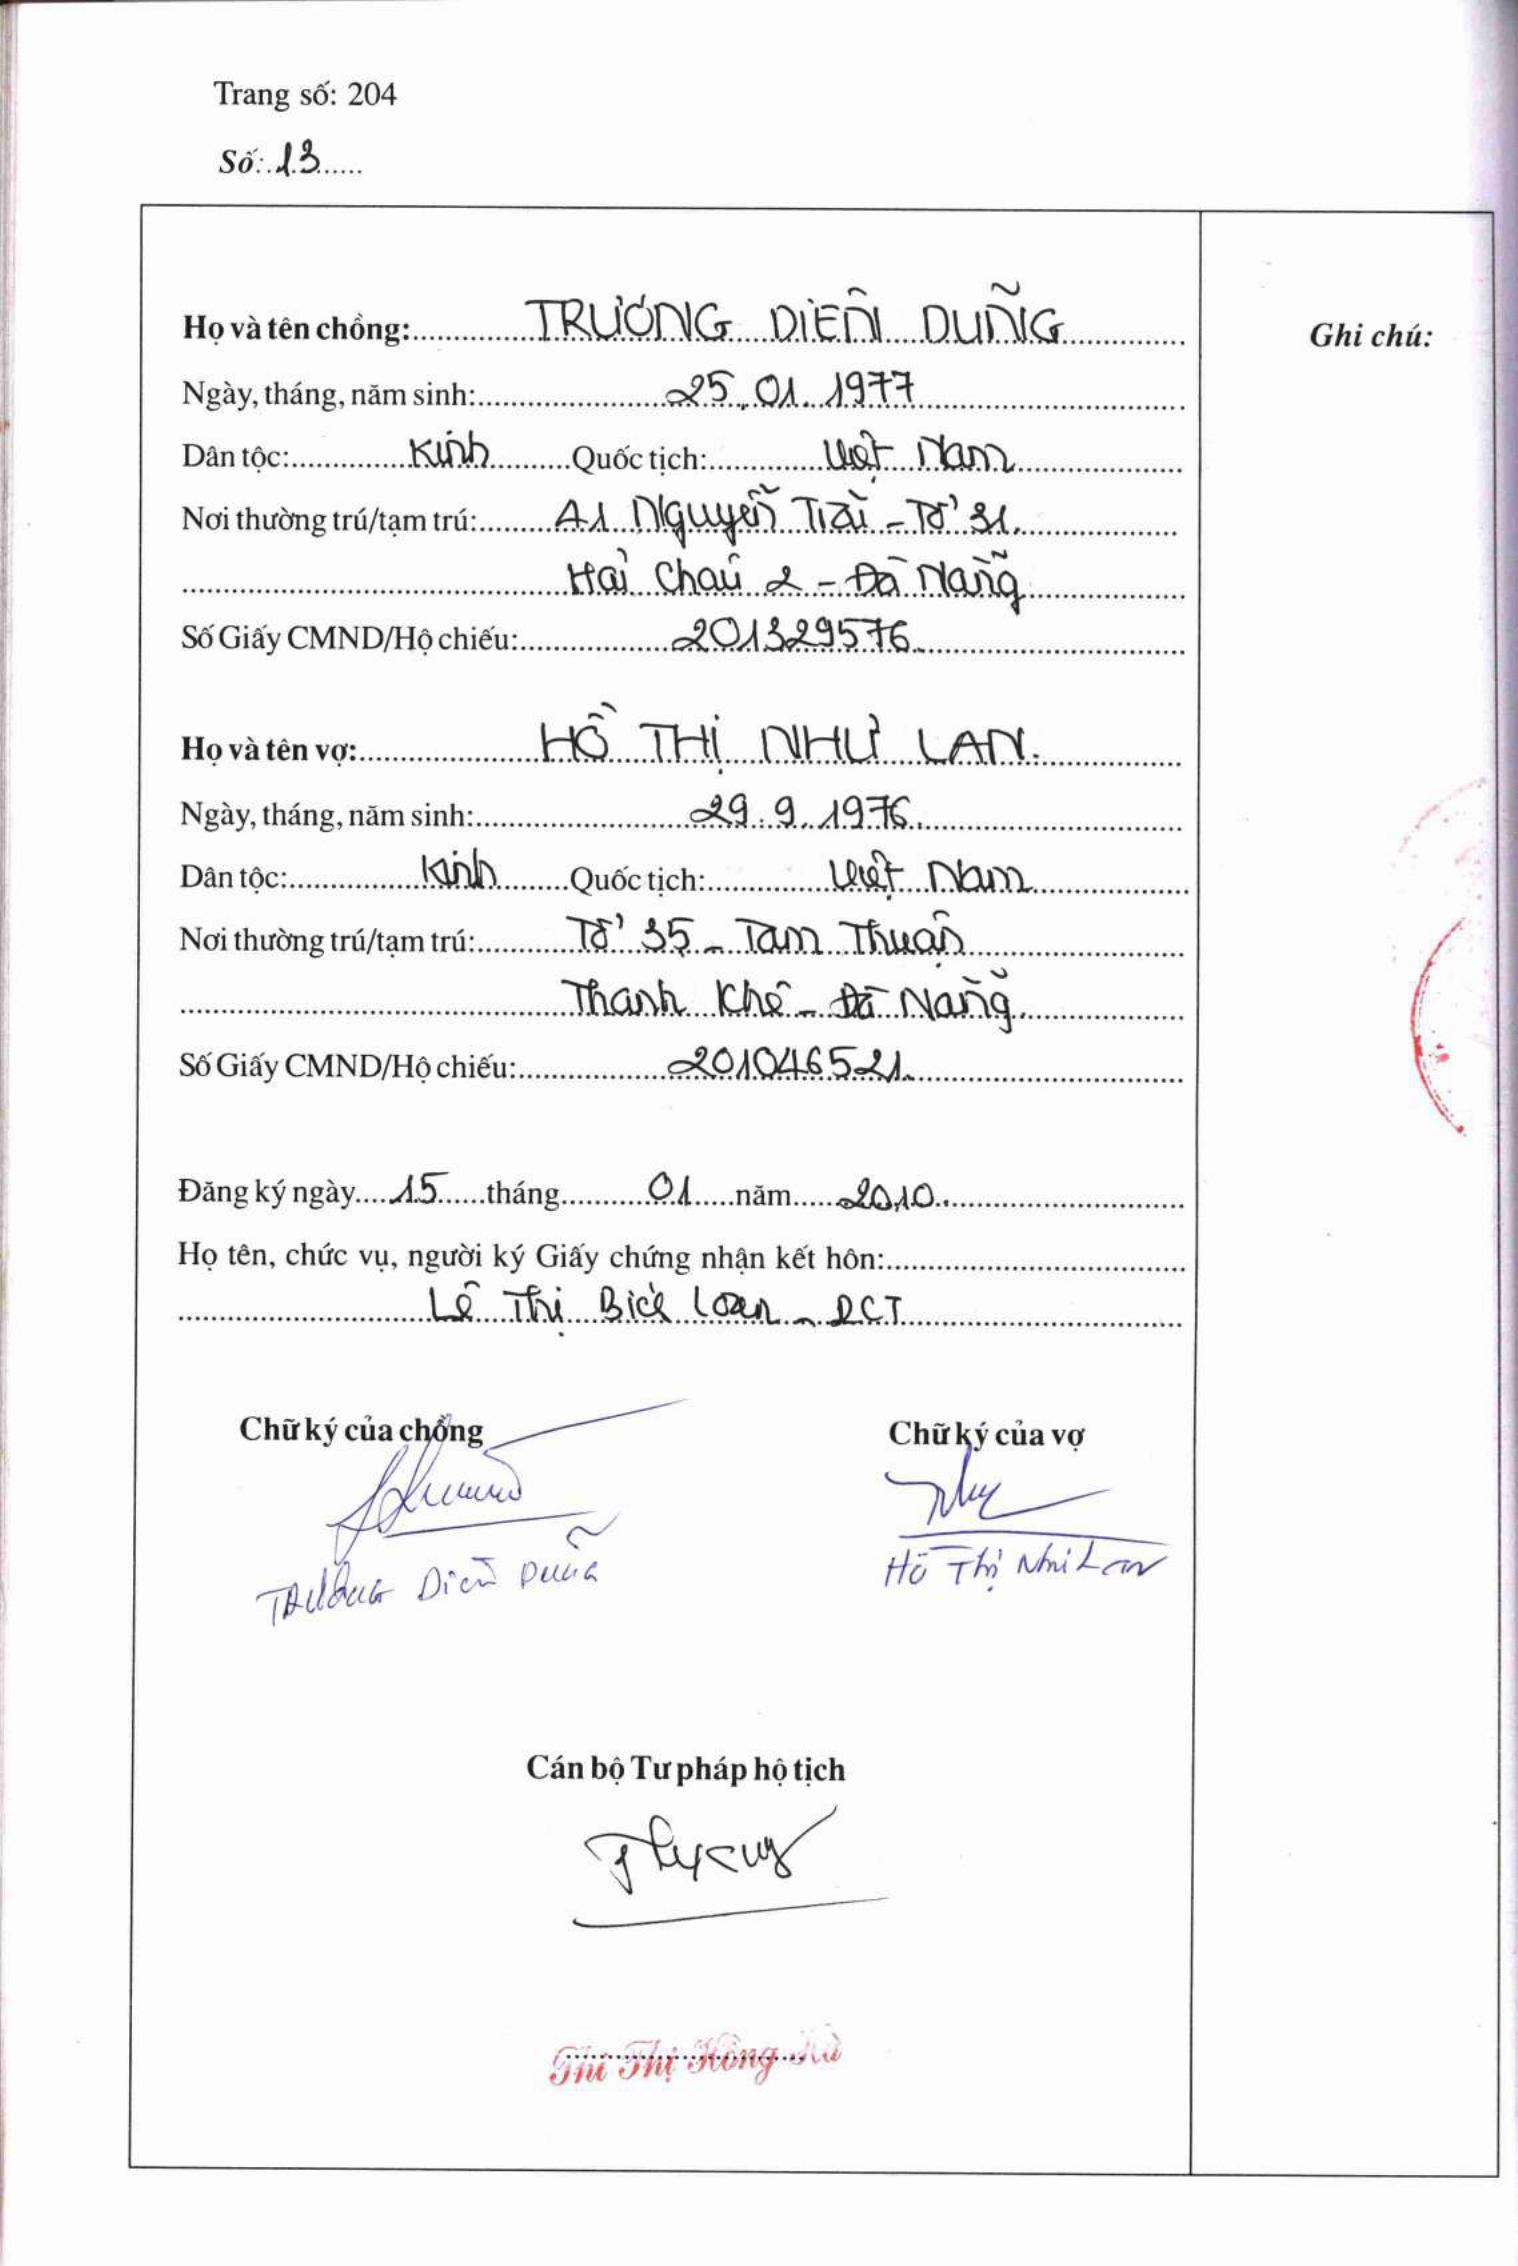 Trang số: 204
Số: 13
Họ và tên chồng: TRƯƠNG DIÊN DŨNG
Ghi chú:
Ngày, tháng, năm sinh: 25.01.1977
Dân tộc: Kinh Quốc tịch: Việt Nam
Nơi thường trú/tạm trú: A1 Nguyễn Trãi - Tổ 31.
Hải Châu 2 - Đà Nẵng
Số Giấy CMND/Hộ chiếu: 201329576
Họ và tên vợ: HỒ THỊ NHƯ LAN.
Ngày, tháng, năm sinh: 29.9.1976
Dân tộc: Kinh Quốc tịch: Việt Nam
Nơi thường trú/tạm trú: Tổ 35 - Tam Thuận
Thanh Khê - Đà Nẵng.
Số Giấy CMND/Hộ chiếu: 201046521.
Đăng ký ngày 15 tháng 01 năm 2010
Họ tên, chức vụ, người ký Giấy chứng nhận kết hôn:
Lê Thị Bích Loan - PCT
Chữ ký của chồng Chữ ký của vợ
TRƯƠNG Diên Dũng Hồ Thị Như Lan
Cán bộ Tư pháp hộ tịch
Thi Thị Hồng Hà